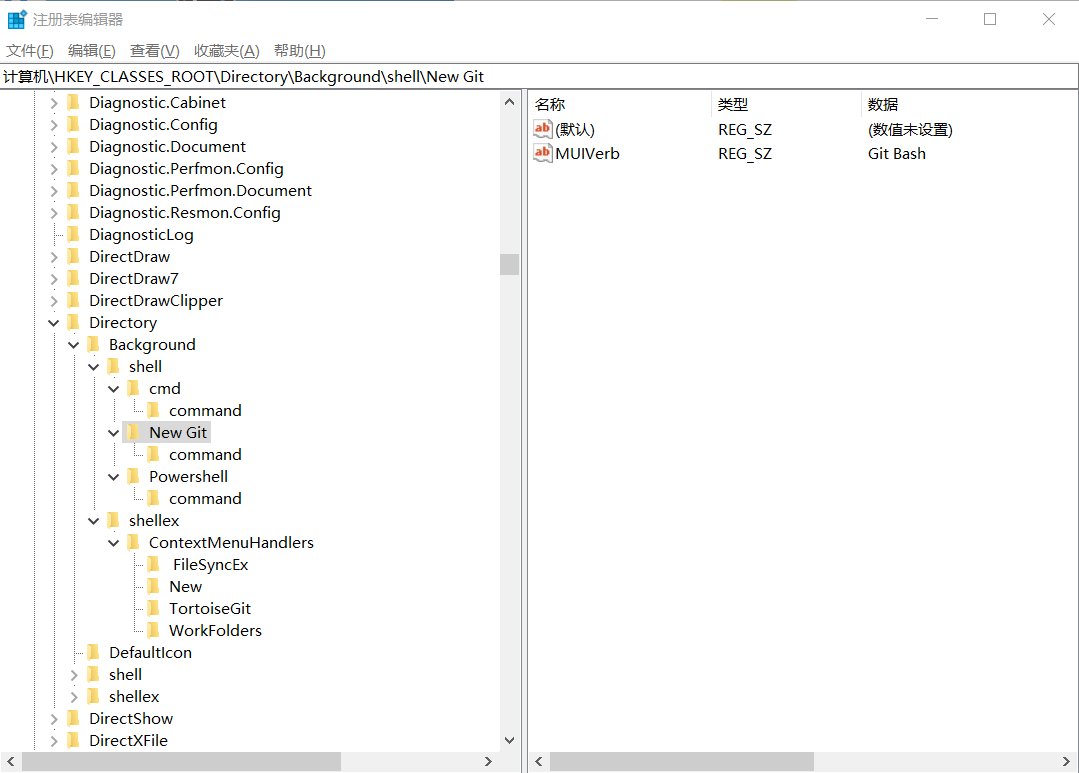 注册表编辑器
文件(F) 编辑(E) 查看(V) 收藏夹(A) 帮助(H)
计算机\HKEY_CLASSES_ROOT\Directory\Background\shell\New Git
Diagnostic.Cabinet
Diagnostic.Config
Diagnostic.Document
Diagnostic.Perfmon.Config
Diagnostic.Perfmon.Document
Diagnostic.Resmon.Config
DiagnosticLog
DirectDraw
DirectDraw7
DirectDrawClipper
Directory
Background
shell
cmd
command
New Git
command
Powershell
command
shellex
ContextMenuHandlers
FileSyncEx
New
TortoiseGit
WorkFolders
DefaultIcon
shell
shellex
DirectShow
DirectXFile
名称 类型 数据
ab (默认) REG_SZ (数值未设置)
ab MUIVerb REG_SZ Git Bash